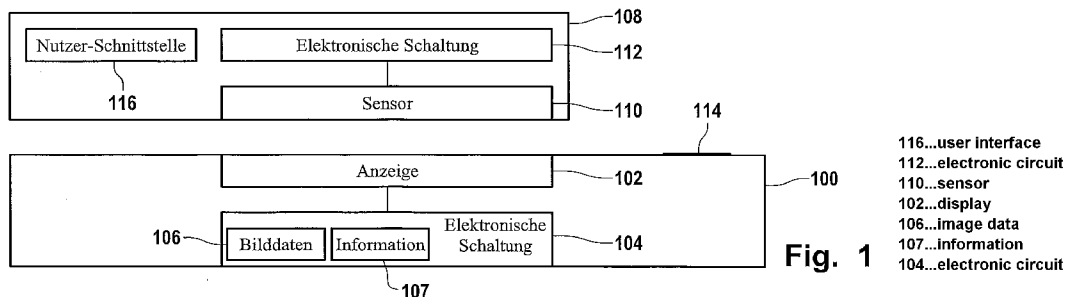 108
Nutzer-Schnittstelle
Elektronische Schaltung
112
116
Sensor
110
114
Anzeige
102
100
106
Bilddaten
Information
Elektronische
Schaltung
104
107
Fig. 1
116...user interface
112...electronic circuit
110...sensor
102...display
106...image data
107...information
104...electronic circuit